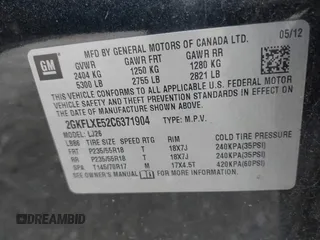 GM
MFD BY GENERAL MOTORS OF CANADA LTD.
05/12
GVWR GAWR FRT GAWR RR
2404 KG 1250 KG 1280 KG
5300 LB 2755 LB 2821 LB
THIS VEHICLE CONFORMS TO ALL APPLICABLE
U.S. FEDERAL MOTOR VEHICLE SAFETY AND
THEFT PREVENTION STANDARDS IN EFFECT ON
THE DATE OF MANUFACTURE SHOWN ABOVE.
2GKFLXE52C6371904 TYPE: M.P.V.
MODEL: LJ26
TIRE SIZE SPEED RTG RIM COLD TIRE PRESSURE
FRT P235/55R18 T 18X7J 240KPA(35PSI)
RR P235/55R18 T 18X7J 240KPA(35PSI)
SPA T145/70R17 M 17X4.5T 420KPA(60PSI)
SEE OWNER'S MANUAL
DREAMBID